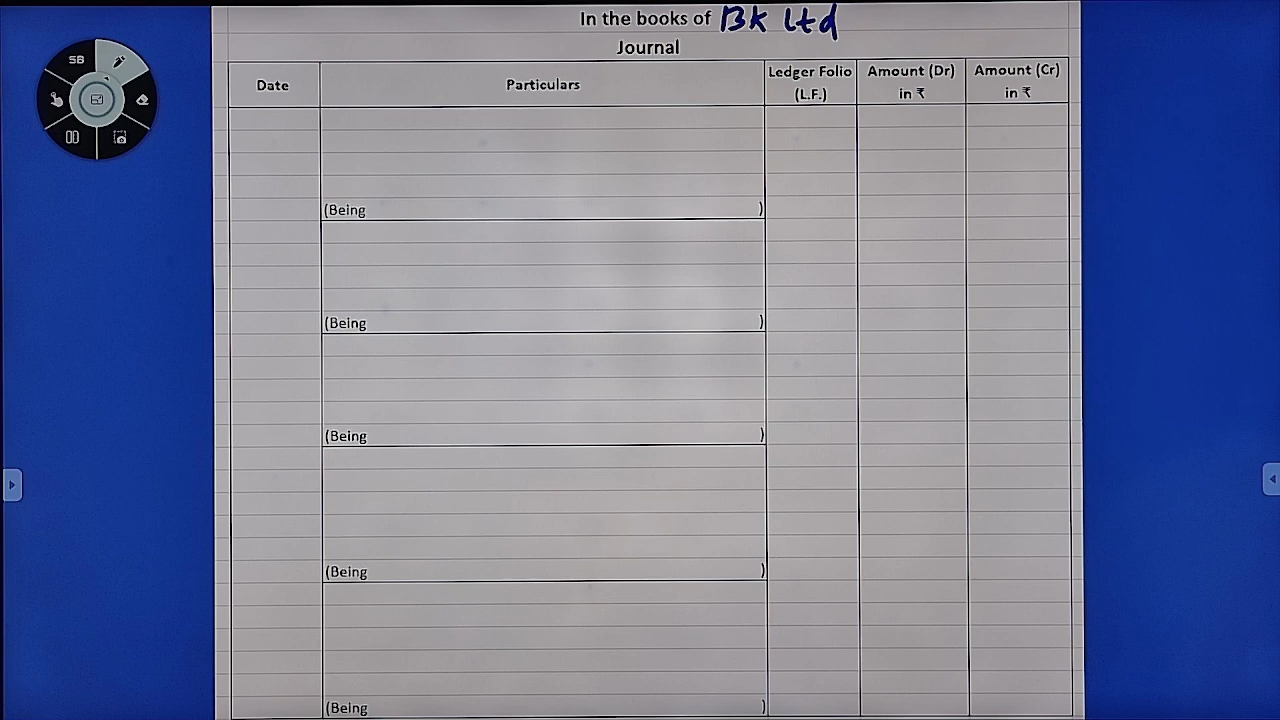 In the books of BK Ltd
Journal
Date Particulars Ledger Folio (L.F.) Amount (Dr) in ₹ Amount (Cr) in ₹
(Being )
(Being )
(Being )
(Being )
(Being )
SB